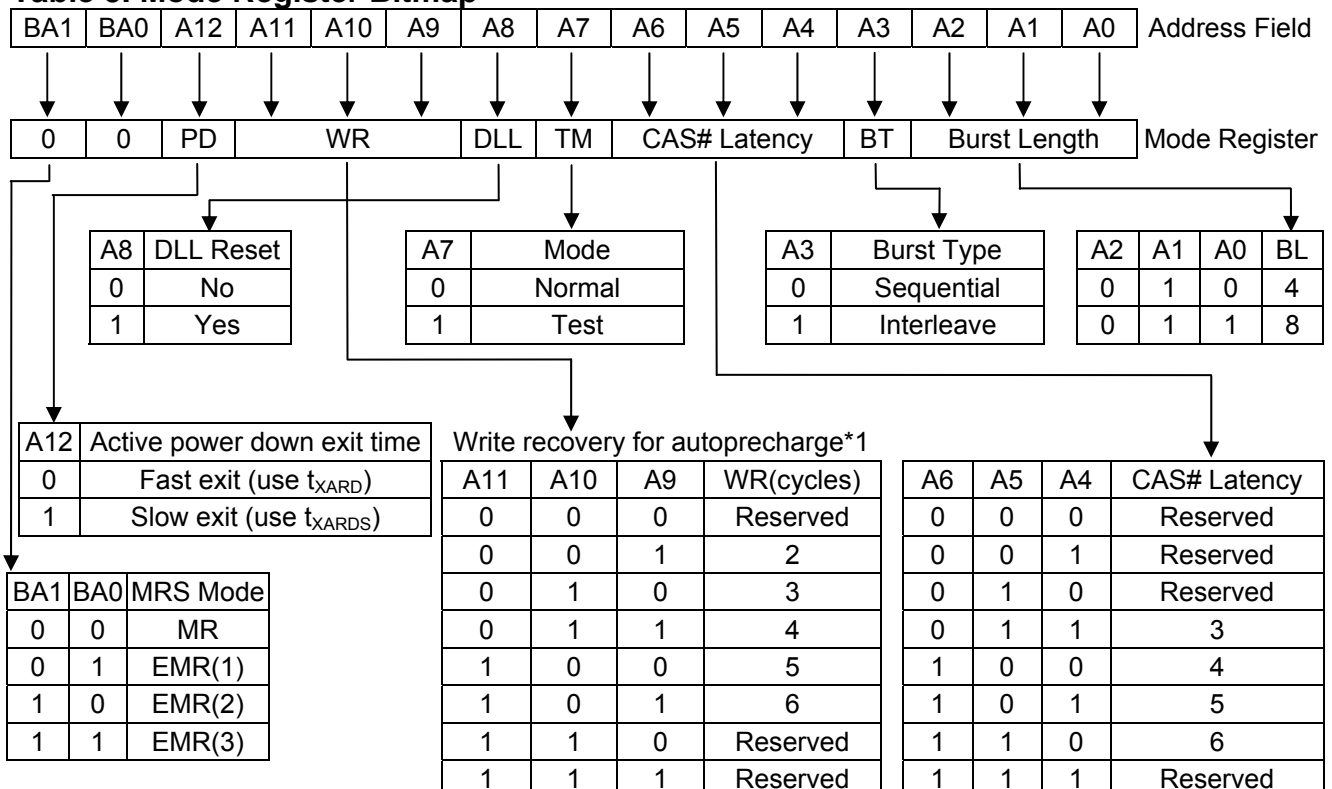 Table 5. Mode Register Bitmap
BA1 BA0 A12 A11 A10 A9 A8 A7 A6 A5 A4 A3 A2 A1 A0 Address Field
0 0 PD WR DLL TM CAS# Latency BT Burst Length Mode Register
A8 DLL Reset
0 No
1 Yes
A7 Mode
0 Normal
1 Test
A3 Burst Type
0 Sequential
1 Interleave
A2 A1 A0 BL
0 1 0 4
0 1 1 8
A12 Active power down exit time
0 Fast exit (use tXARD)
1 Slow exit (use tXARDS)
BA1 BA0 MRS Mode
0 0 MR
0 1 EMR(1)
1 0 EMR(2)
1 1 EMR(3)
Write recovery for autoprecharge*1
A11 A10 A9 WR(cycles)
0 0 0 Reserved
0 0 1 2
0 1 0 3
0 1 1 4
1 0 0 5
1 0 1 6
1 1 0 Reserved
1 1 1 Reserved
A6 A5 A4 CAS# Latency
0 0 0 Reserved
0 0 1 Reserved
0 1 0 Reserved
0 1 1 3
1 0 0 4
1 0 1 5
1 1 0 6
1 1 1 Reserved